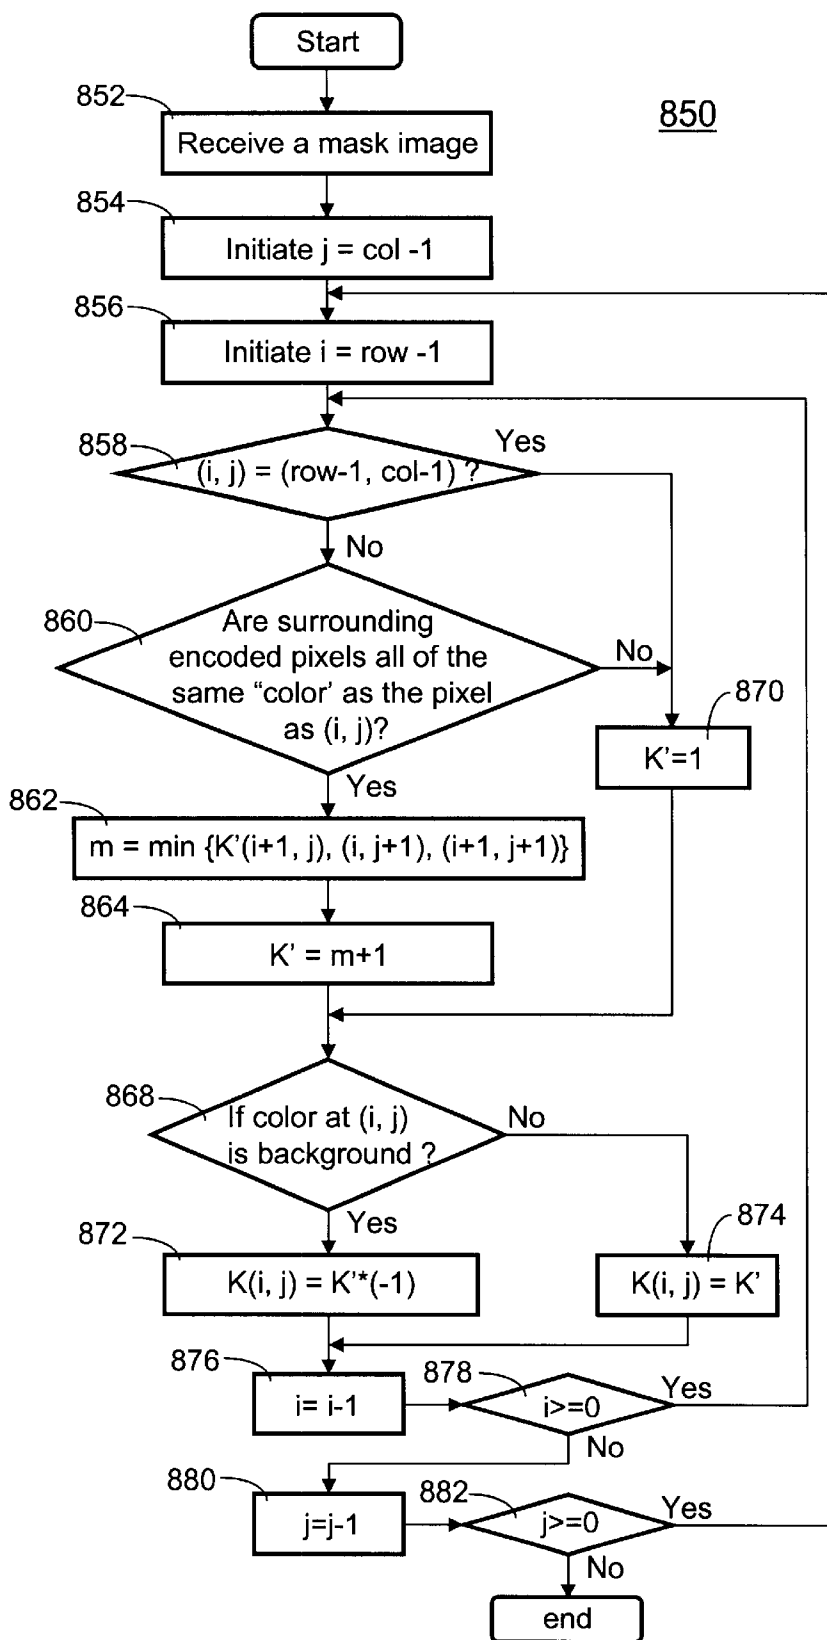 Start
850
852
Receive a mask image
854
Initiate j = col -1
856
Initiate i = row -1
858
(i, j) = (row-1, col-1) ?
Yes
No
860
Are surrounding
encoded pixels all of the
same “color’ as the pixel
as (i, j)?
No
Yes
870
K’=1
862
m = min {K’(i+1, j), (i, j+1), (i+1, j+1)}
864
K’ = m+1
868
If color at (i, j)
is background ?
No
Yes
872
K(i, j) = K’*(-1)
874
K(i, j) = K’
876
i= i-1
878
i>=0
Yes
No
880
j=j-1
882
j>=0
Yes
No
end